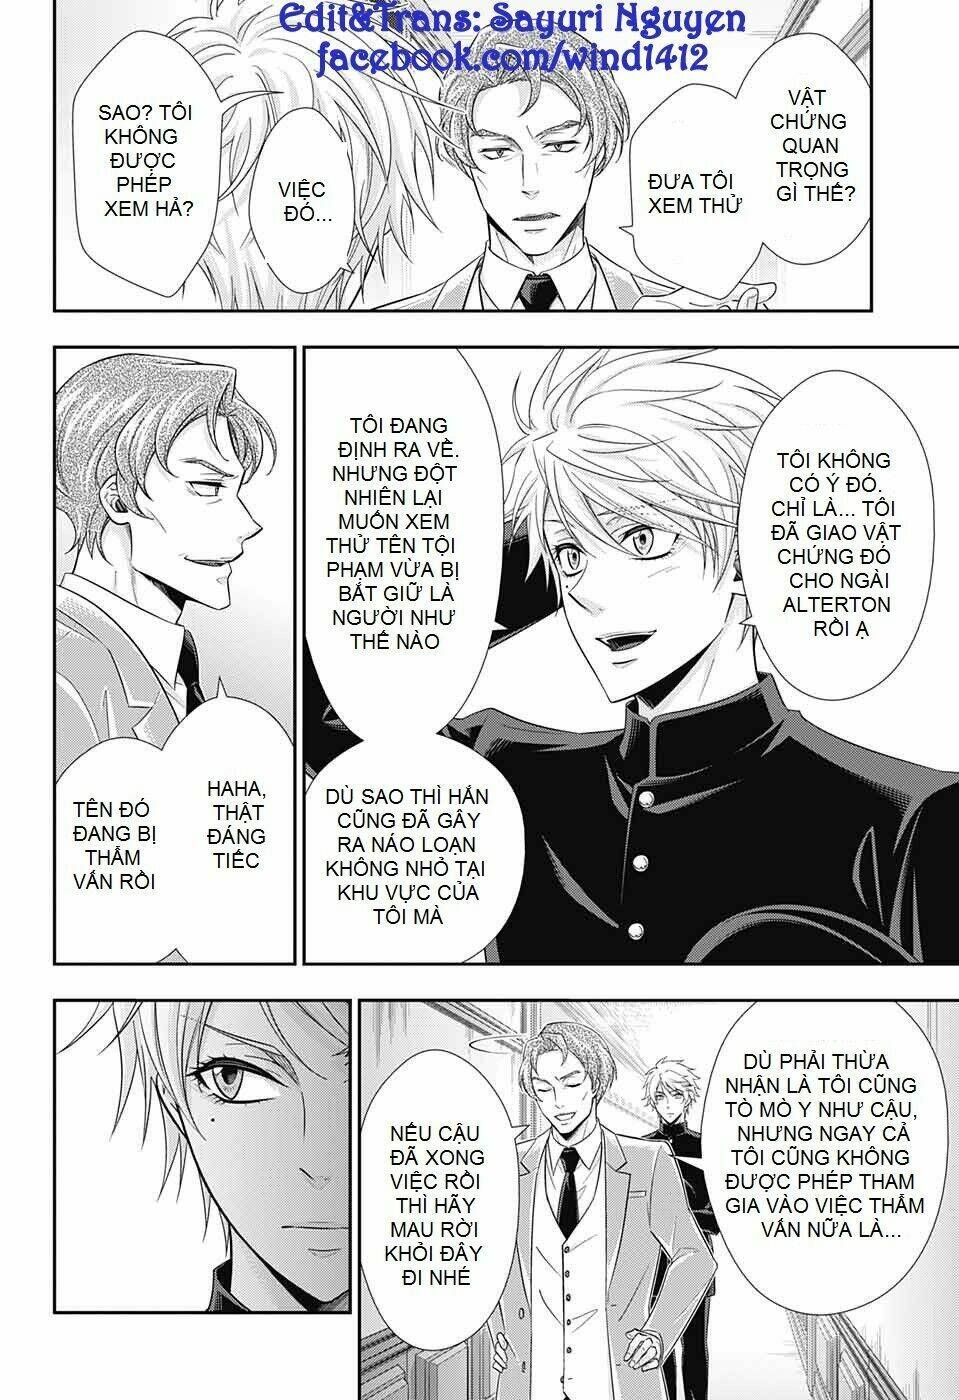 Edit&Trans: Sayuri Nguyen
facebook.com/wind1412
VẬT
CHỨNG
QUAN
TRỌNG
GÌ THẾ?
ĐƯA TÔI
XEM THỬ
VIỆC
ĐÓ...
SAO? TÔI
KHÔNG
ĐƯỢC
PHÉP
XEM HẢ?
TÔI KHÔNG
CÓ Ý ĐÓ.
CHỈ LÀ... TÔI
ĐÃ GIAO VẬT
CHỨNG ĐÓ
CHO NGÀI
ALTERTON
RỒI Ạ
TÔI ĐANG
ĐỊNH RA VỀ.
NHƯNG ĐỘT
NHIÊN LẠI
MUỐN XEM
THỬ TÊN TỘI
PHẠM VỪA BỊ
BẮT GIỮ LÀ
NGƯỜI NHƯ
THẾ NÀO
DÙ SAO THÌ HẮN
CŨNG ĐÃ GÂY
RA NÁO LOẠN
KHÔNG NHỎ TẠI
KHU VỰC CỦA
TÔI MÀ
HAHA,
THẬT
ĐÁNG
TIẾC
TÊN ĐÓ
ĐANG BỊ
THẨM
VẤN RỒI
DÙ PHẢI THỪA
NHẬN LÀ TÔI CŨNG
TÒ MÒ Y NHƯ CẬU,
NHƯNG NGAY CẢ
TÔI CŨNG KHÔNG
ĐƯỢC PHÉP THAM
GIA VÀO VIỆC THẨM
VẤN NỮA LÀ...
NẾU CẬU
ĐÃ XONG
VIỆC RỒI
THÌ HÃY
MAU RỜI
KHỎI ĐÂY
ĐI NHÉ